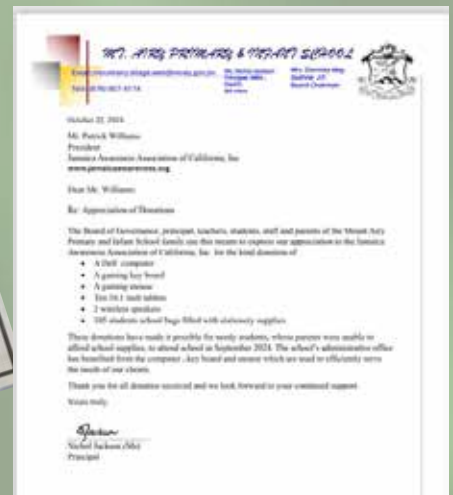 MT. AIRY PRIMARY & INFANT SCHOOL
Principal
Board Chairman
October 22, 2024
Mr. Patrick Williams
President
Jamaica Awareness Association of California, Inc
www.jamaicaawareness.org
Dear Mr. Williams
Re: Appreciation of Donations
The Board of Governance, principal, teachers, students, staff and parents of the Mount Airy
Primary and Infant School family use this means to express our appreciation to the Jamaica
Awareness Association of California, Inc. for the kind donation of
A Dell computer
A gaming key board
A gaming mouse
Ten 10.1 inch tablets
2 wireless speakers
105 students school bags filled with stationery supplies
These donations have made it possible for needy students, whose parents were unable to
afford school supplies, to attend school in September 2024. The school's administrative office
has benefited from the computer, key board and mouse which are used to efficiently serve
the needs of our clients.
Thank you for all donation received and we look forward to your continued support.
Yours truly,
Nichol Jackson (Ms)
Principal